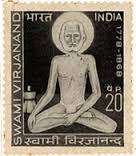 भारत INDIA
SWAMI VIRJANAND
1778-1868
P. पै.
20
स्वामी विरजानन्द